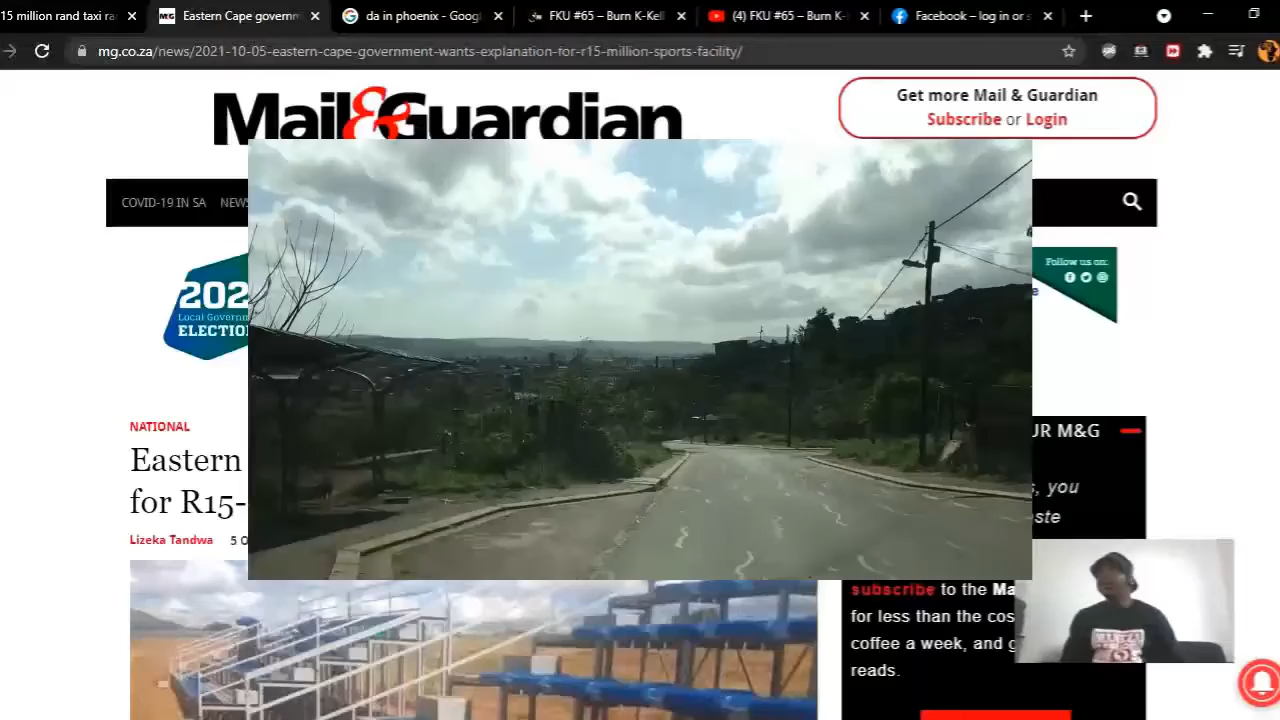 15 million rand taxi ra
Eastern Cape governm
da in phoenix - Goog
FKU #65 – Burn K-Kell
(4) FKU #65 – Burn K-
Facebook – log in or s
mg.co.za/news/2021-10-05-eastern-cape-government-wants-explanation-for-r15-million-sports-facility/
Mail&Guardian
Get more Mail & Guardian
Subscribe or Login
COVID-19 IN SA NEWS
202
Local Governm
ELECTIO
Follow us on:
NATIONAL
Eastern
for R15-
Lizeka Tandwa 5 O
UR M&G
s, you
ste
subscribe to the Ma
for less than the cos
coffee a week, and g
reads.